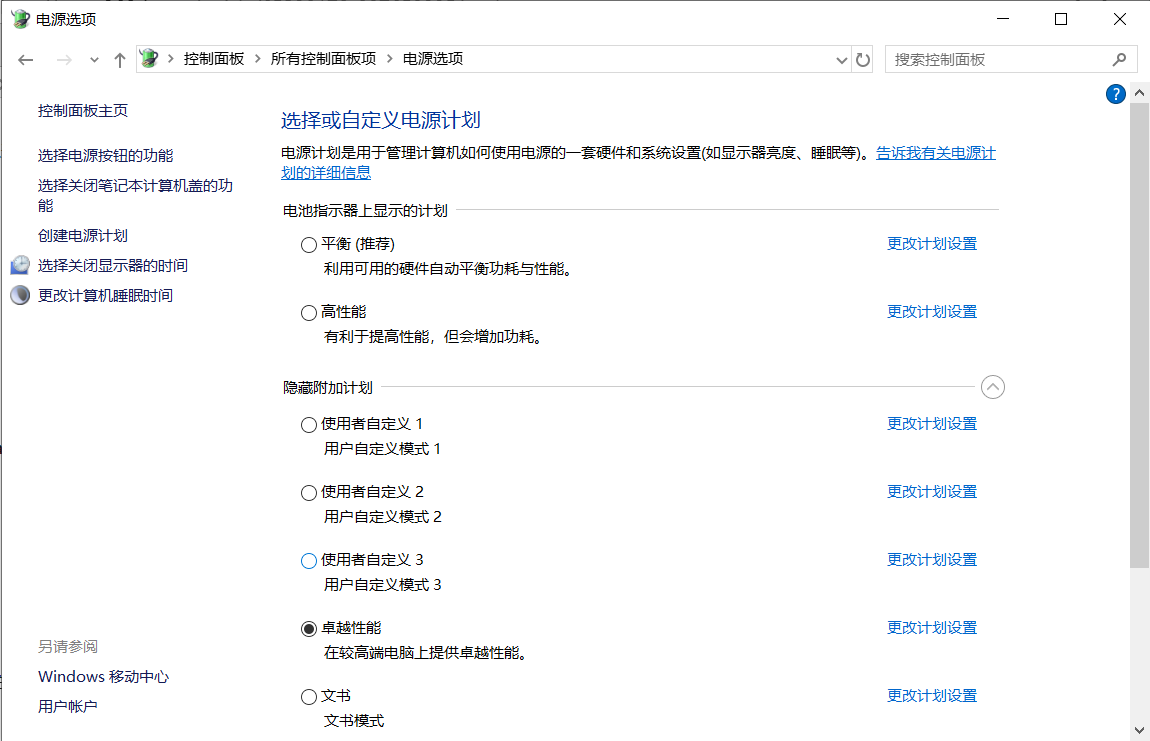 电源选项
控制面板 所有控制面板项 电源选项
搜索控制面板
?
控制面板主页
选择电源按钮的功能
选择关闭笔记本计算机盖的功
能
创建电源计划
选择关闭显示器的时间
更改计算机睡眠时间
选择或自定义电源计划
电源计划是用于管理计算机如何使用电源的一套硬件和系统设置(如显示器亮度、睡眠等)。告诉我有关电源计
划的详细信息
电池指示器上显示的计划
平衡 (推荐) 更改计划设置
利用可用的硬件自动平衡功耗与性能。
高性能 更改计划设置
有利于提高性能，但会增加功耗。
隐藏附加计划
使用者自定义 1 更改计划设置
用户自定义模式 1
使用者自定义 2 更改计划设置
用户自定义模式 2
使用者自定义 3 更改计划设置
用户自定义模式 3
卓越性能 更改计划设置
在较高端电脑上提供卓越性能。
文书 更改计划设置
文书模式
另请参阅
Windows 移动中心
用户帐户